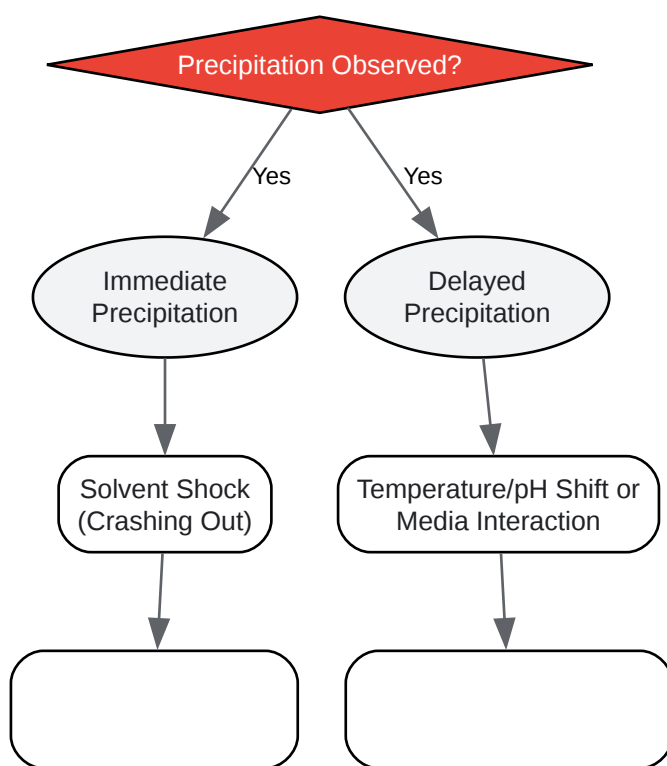 Precipitation Observed?
Yes
Yes
Immediate
Precipitation
Delayed
Precipitation
Solvent Shock
(Crashing Out)
Temperature/pH Shift or
Media Interaction